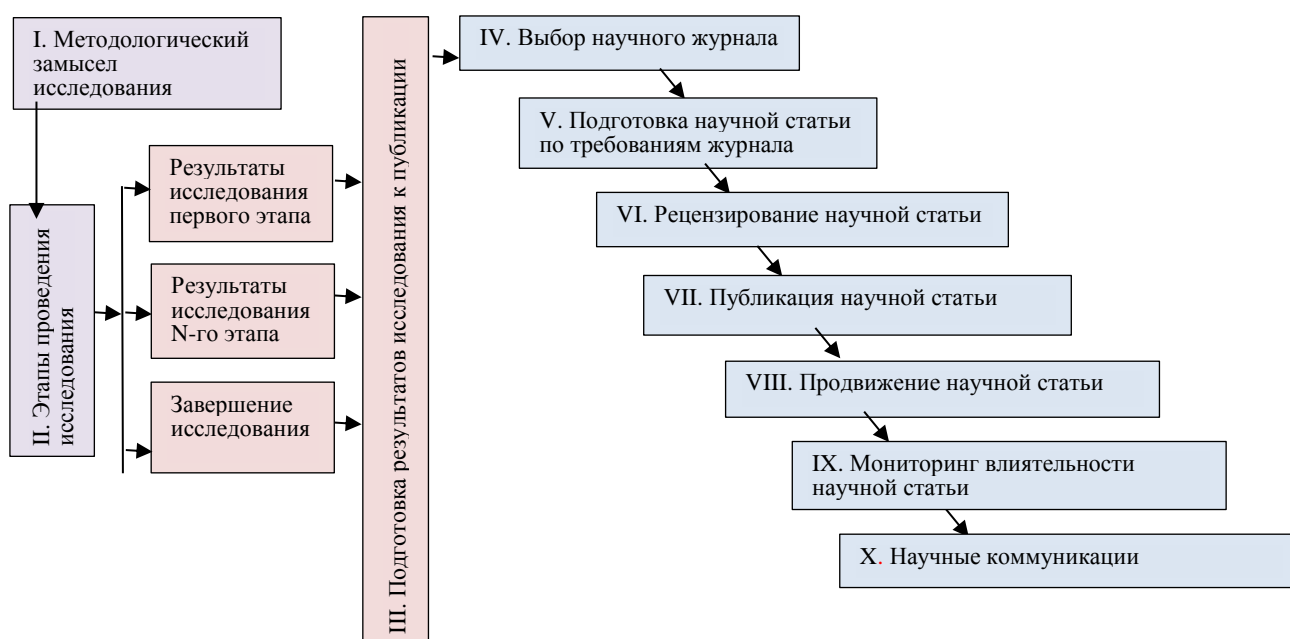 I. Методологический
замысел
исследования
II. Этапы проведения
исследования
Результаты
исследования
первого этапа
Результаты
исследования
N-го этапа
Завершение
исследования
III. Подготовка результатов исследования к публикации
IV. Выбор научного журнала
V. Подготовка научной статьи
по требованиям журнала
VI. Рецензирование научной статьи
VII. Публикация научной статьи
VIII. Продвижение научной статьи
IX. Мониторинг влиятельности
научной статьи
X. Научные коммуникации